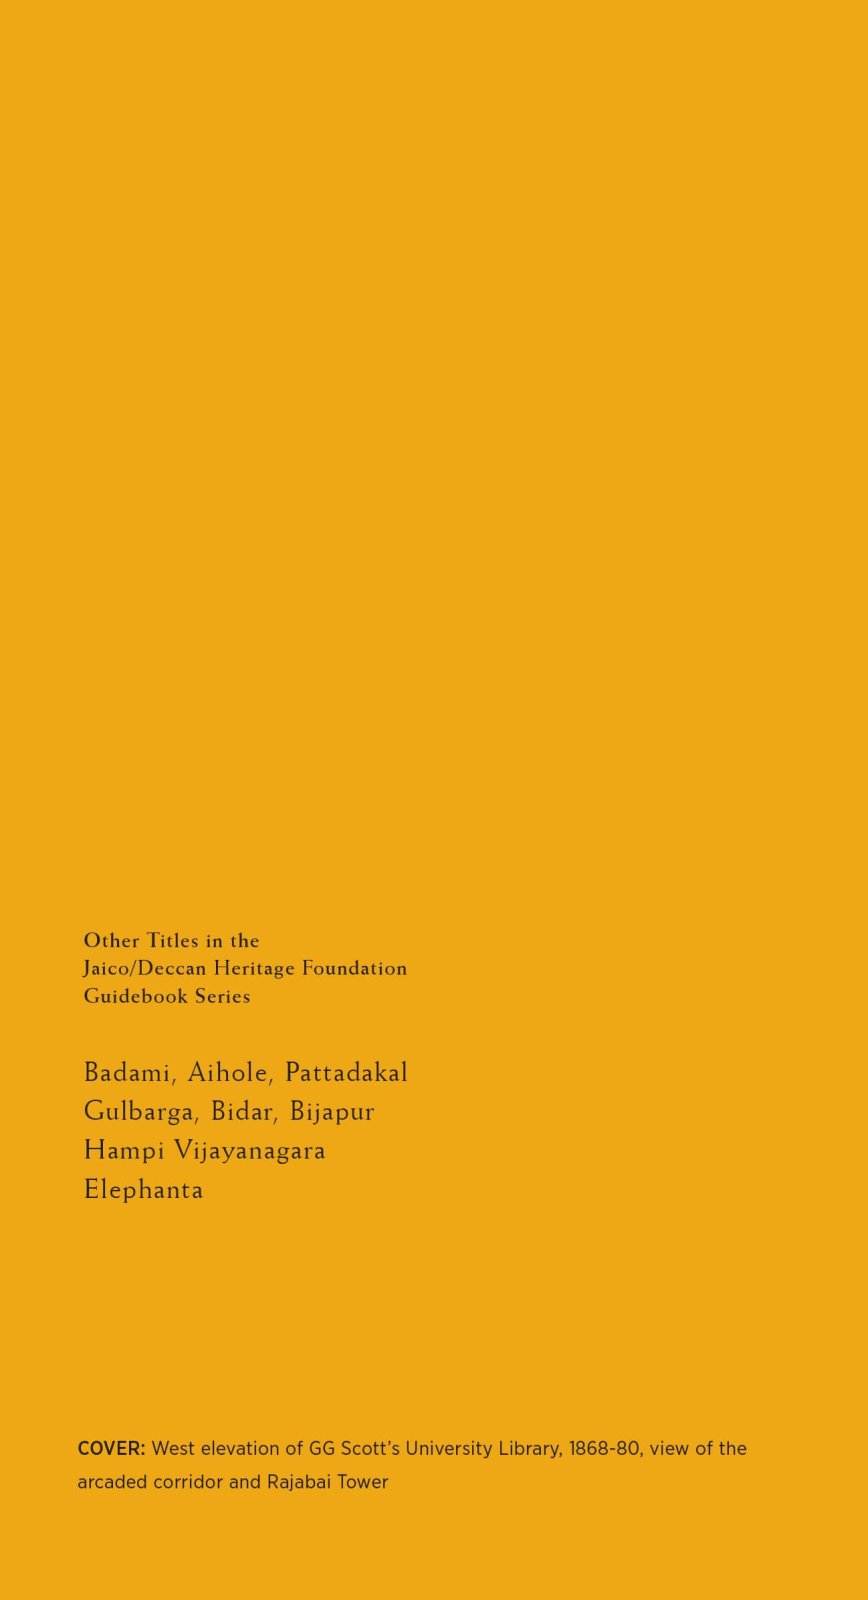 Other Titles in the
Jaico/Deccan Heritage Foundation
Guidebook Series
Badami, Aihole, Pattadakal
Gulbarga, Bidar, Bijapur
Hampi Vijayanagara
Elephanta
COVER: West elevation of GG Scott’s University Library, 1868-80, view of the
arcaded corridor and Rajabai Tower